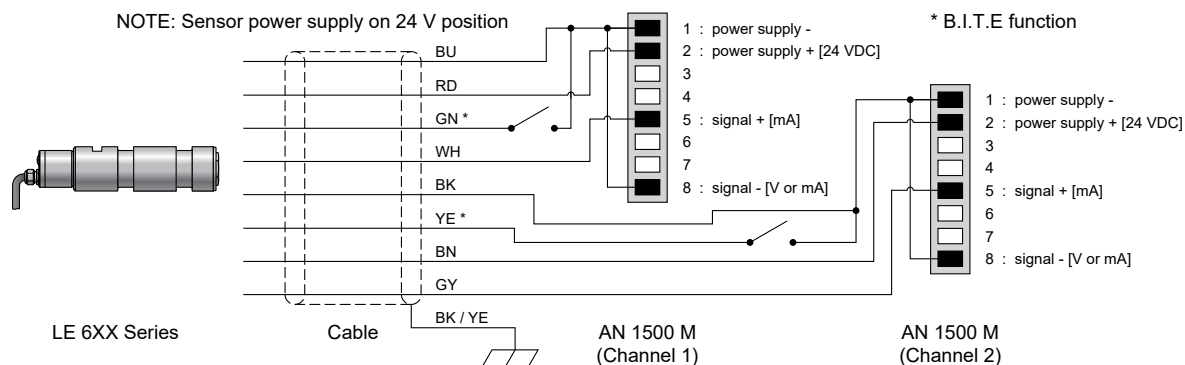 NOTE: Sensor power supply on 24 V position
* B.I.T.E function
BU
RD
GN *
WH
BK
YE *
BN
GY
BK / YE
1 : power supply -
2 : power supply + [24 VDC]
3
4
5 : signal + [mA]
6
7
8 : signal - [V or mA]
1 : power supply -
2 : power supply + [24 VDC]
3
4
5 : signal + [mA]
6
7
8 : signal - [V or mA]
LE 6XX Series
Cable
AN 1500 M
(Channel 1)
AN 1500 M
(Channel 2)